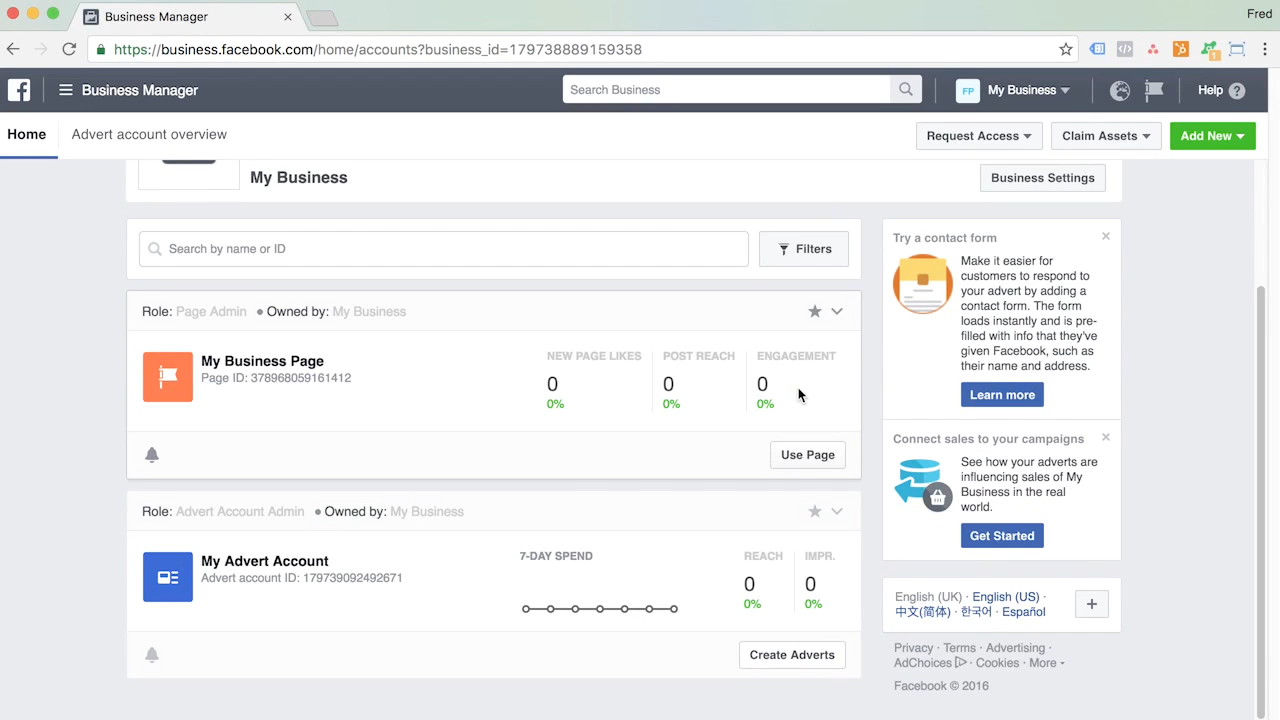 Business Manager
Fred
https://business.facebook.com/home/accounts?business_id=179738889159358
1
Business Manager
Search Business
FP
My Business
Help ?
Home
Advert account overview
Request Access
Claim Assets
Add New
My Business
Business Settings
Search by name or ID
Filters
Role: Page Admin • Owned by: My Business
My Business Page
Page ID: 378968059161412
NEW PAGE LIKES
0
0%
POST REACH
0
0%
ENGAGEMENT
0
0%
Use Page
Role: Advert Account Admin • Owned by: My Business
My Advert Account
Advert account ID: 179739092492671
7-DAY SPEND
REACH
0
0%
IMPR.
0
0%
Create Adverts
Try a contact form
Make it easier for
customers to respond to
your advert by adding a
contact form. The form
loads instantly and is pre-
filled with info that they've
given Facebook, such as
their name and address.
Learn more
Connect sales to your campaigns
See how your adverts are
influencing sales of My
Business in the real
world.
Get Started
English (UK) · English (US) ·
中文(简体) · 한국어 · Español
+
Privacy · Terms · Advertising ·
AdChoices · Cookies · More
Facebook © 2016